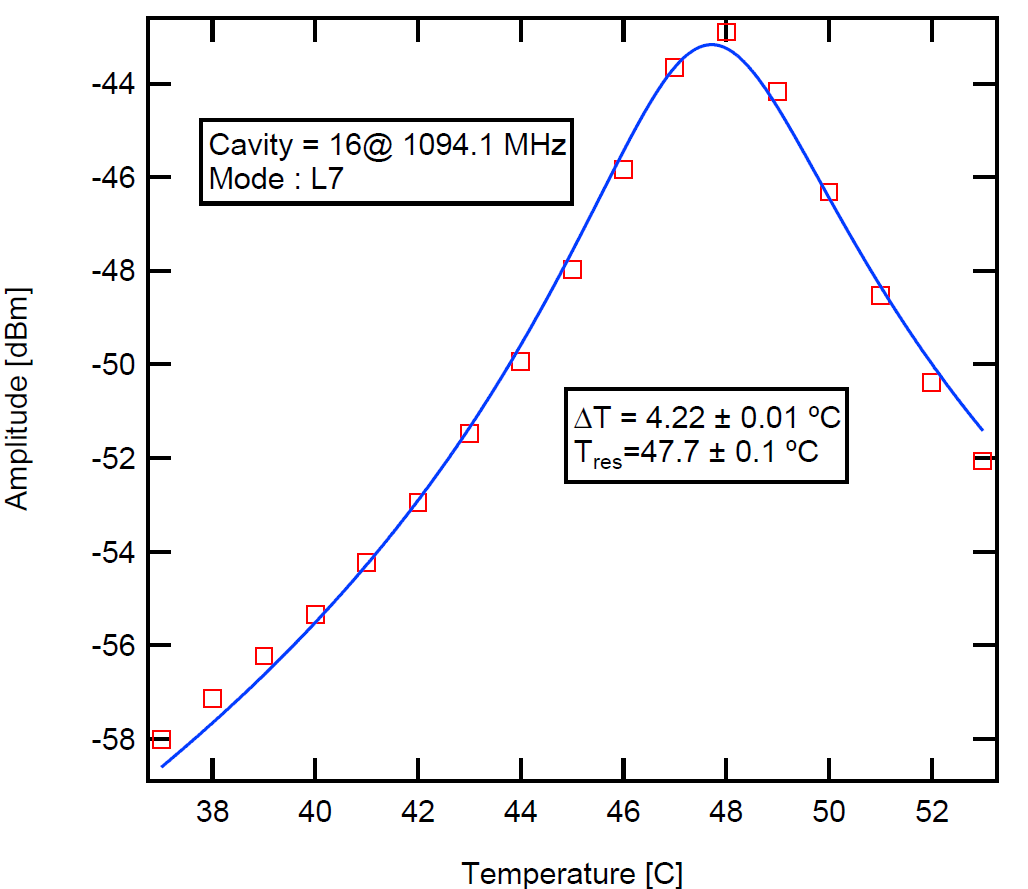 Cavity = 16@ 1094.1 MHz
Mode : L7
ΔT = 4.22 ± 0.01 ºC
Tres=47.7 ± 0.1 ºC
Amplitude [dBm]
-44
-46
-48
-50
-52
-54
-56
-58
38 40 42 44 46 48 50 52
Temperature [C]